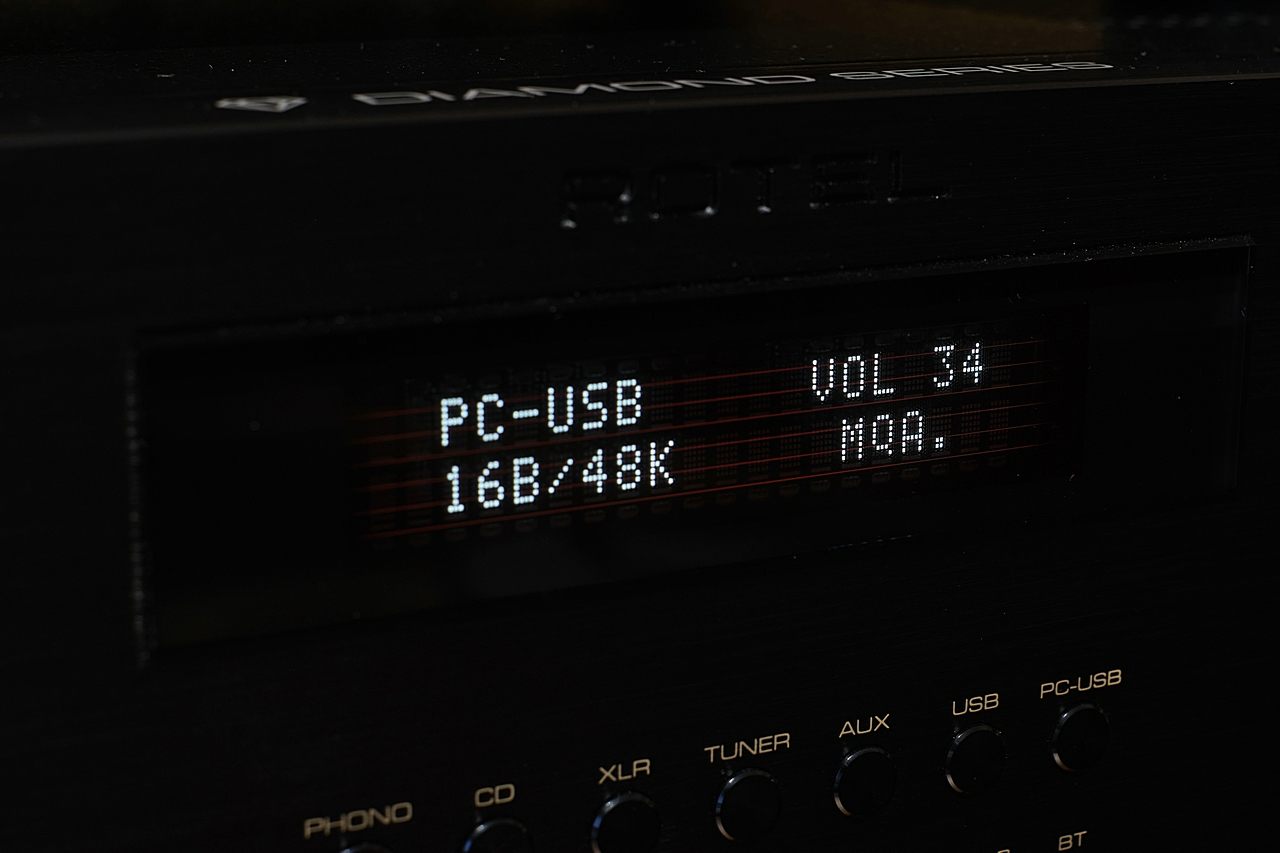 DIAMOND SERIES
ROTEL
PC-USB VOL 34
16B/48K MQA.
PHONO CD XLR TUNER AUX USB PC-USB
BT